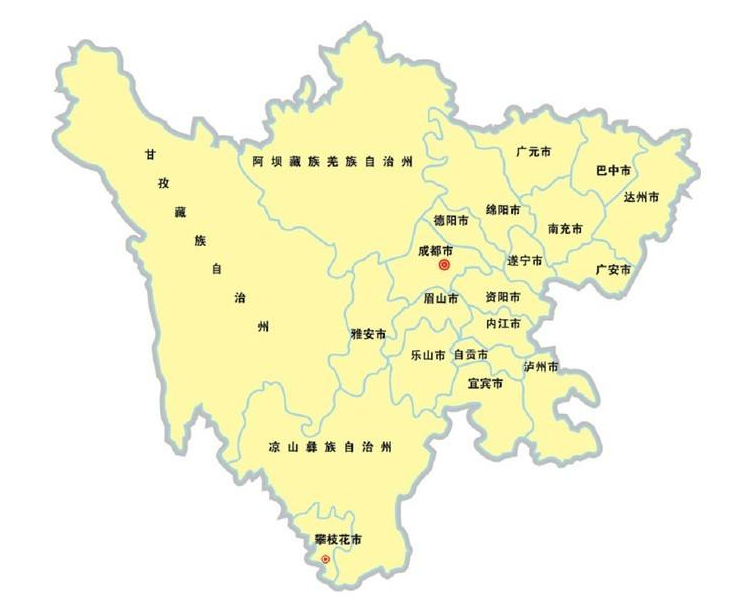 甘孜藏族自治州
阿坝藏族羌族自治州
广元市
巴中市
达州市
绵阳市
德阳市
南充市
成都市
遂宁市
广安市
眉山市
资阳市
内江市
雅安市
乐山市
自贡市
泸州市
宜宾市
凉山彝族自治州
攀枝花市